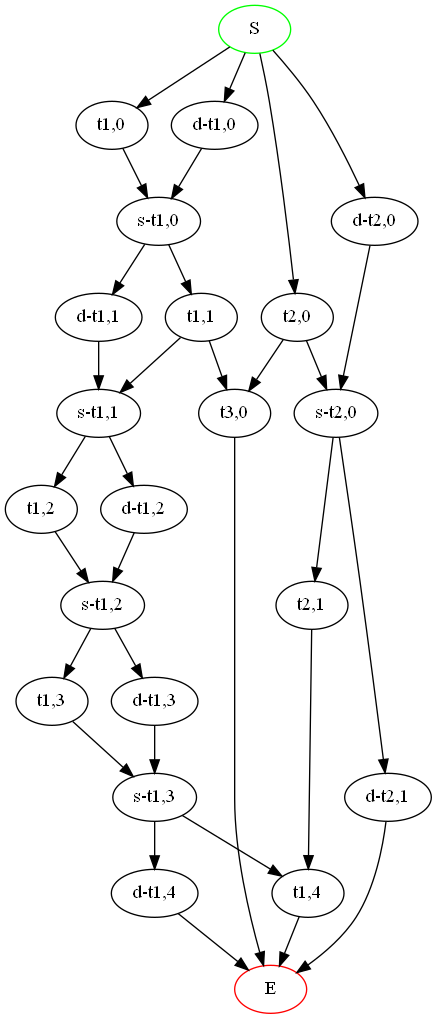 S
t1,0
d-t1,0
s-t1,0
d-t2,0
d-t1,1
t1,1
t2,0
s-t1,1
t3,0
s-t2,0
t1,2
d-t1,2
s-t1,2
t2,1
t1,3
d-t1,3
s-t1,3
d-t2,1
d-t1,4
t1,4
E